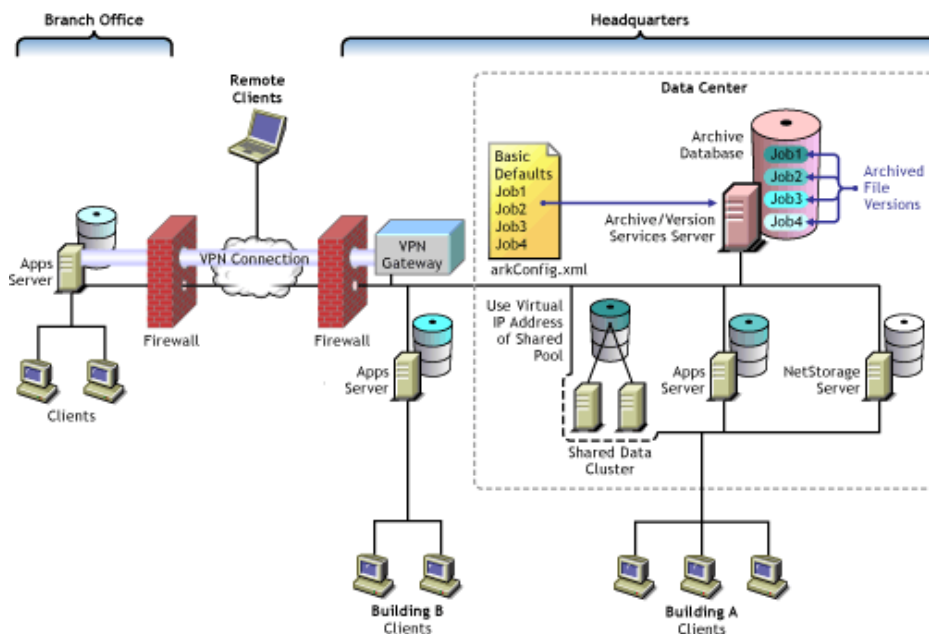 Branch Office
Headquarters
Remote
Clients
Data Center
Archive
Database
Job1
Job2
Job3
Job4
Archived
File
Versions
Basic
Defaults
Job1
Job2
Job3
Job4
arkConfig.xml
Archive/Version
Services Server
Apps
Server
VPN Connection
VPN
Gateway
Firewall
Firewall
Clients
Apps
Server
Use Virtual
IP Address
of Shared
Pool
Shared Data
Cluster
Apps
Server
NetStorage
Server
Building B
Clients
Building A
Clients